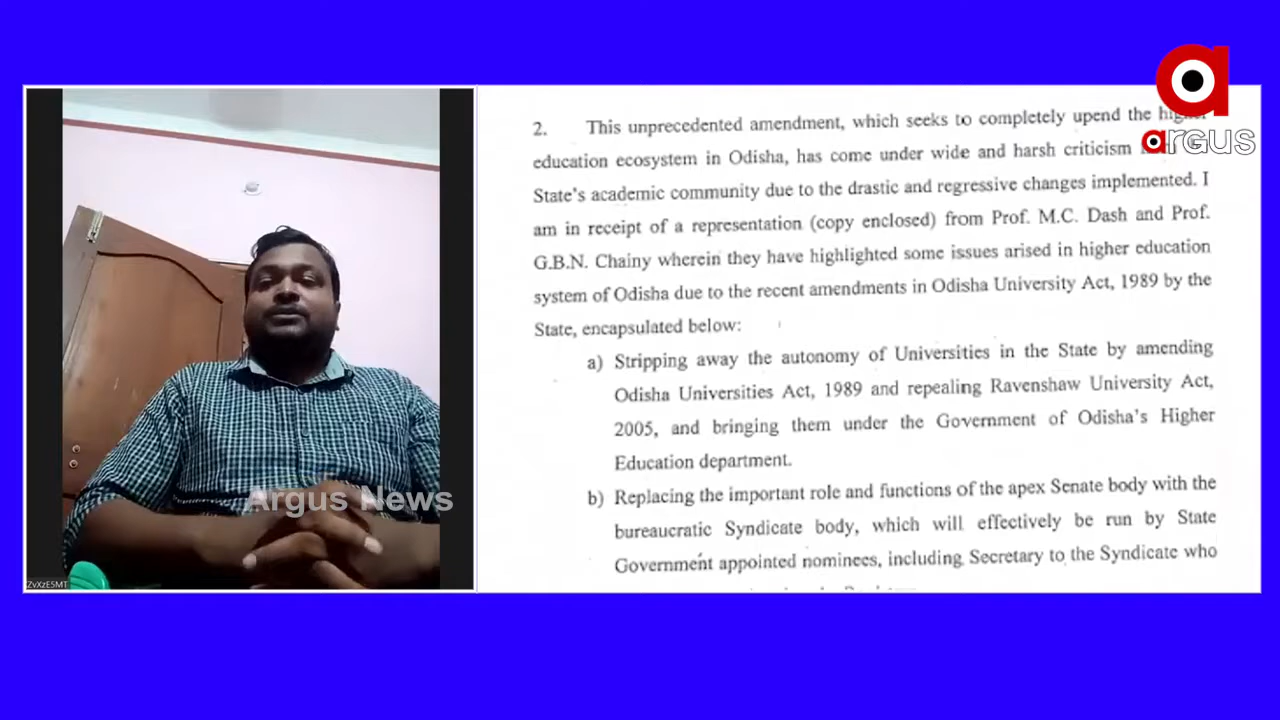 a
argus
2. This unprecedented amendment, which seeks to completely upend the higher
education ecosystem in Odisha, has come under wide and harsh criticism
State's academic community due to the drastic and regressive changes implemented. I
am in receipt of a representation (copy enclosed) from Prof. M.C. Dash and Prof.
G.B.N. Chainy wherein they have highlighted some issues arised in higher education
system of Odisha due to the recent amendments in Odisha University Act, 1989 by the
State, encapsulated below:
a) Stripping away the autonomy of Universities in the State by amending
Odisha Universities Act, 1989 and repealing Ravenshaw University Act,
2005, and bringing them under the Government of Odisha's Higher
Education department.
b) Replacing the important role and functions of the apex Senate body with the
bureaucratic Syndicate body, which will effectively be run by State
Government appointed nominees, including Secretary to the Syndicate who
Argus News
ZvXzE5MT